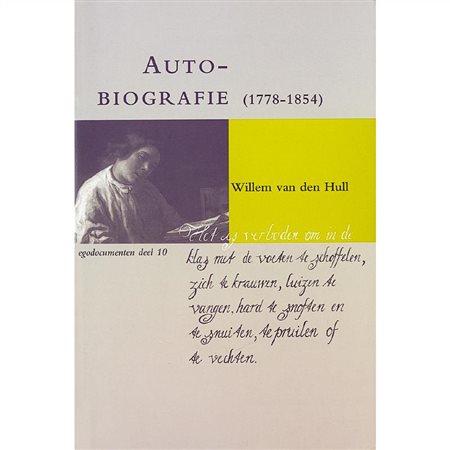 AUTO-
BIOGRAFIE (1778-1854)
Willem van den Hull
Het is verboden om in de
egodocumenten deel 10
klas met de voeten te schoffelen,
zich te krauwen, luizen te
vangen, hard te snoften en
te snuiten, te pruilen of
te vechten.